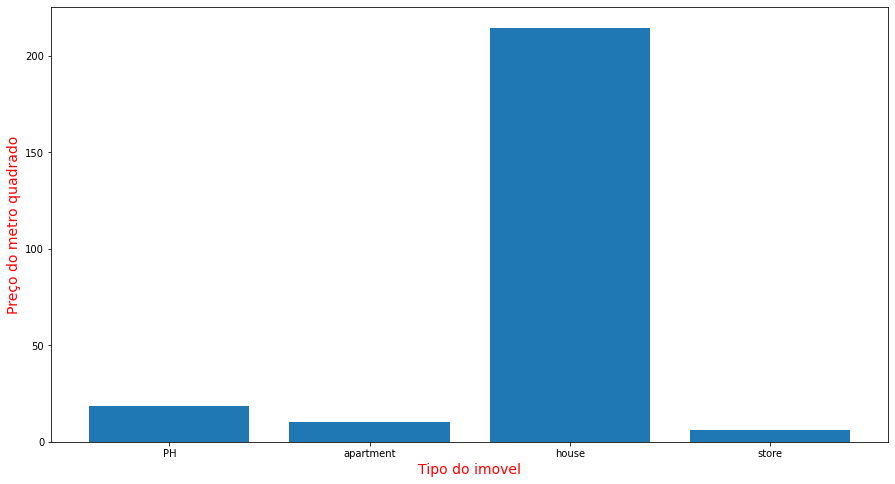 200
150
100
50
0
Preço do metro quadrado
PH apartment house store
Tipo do imovel